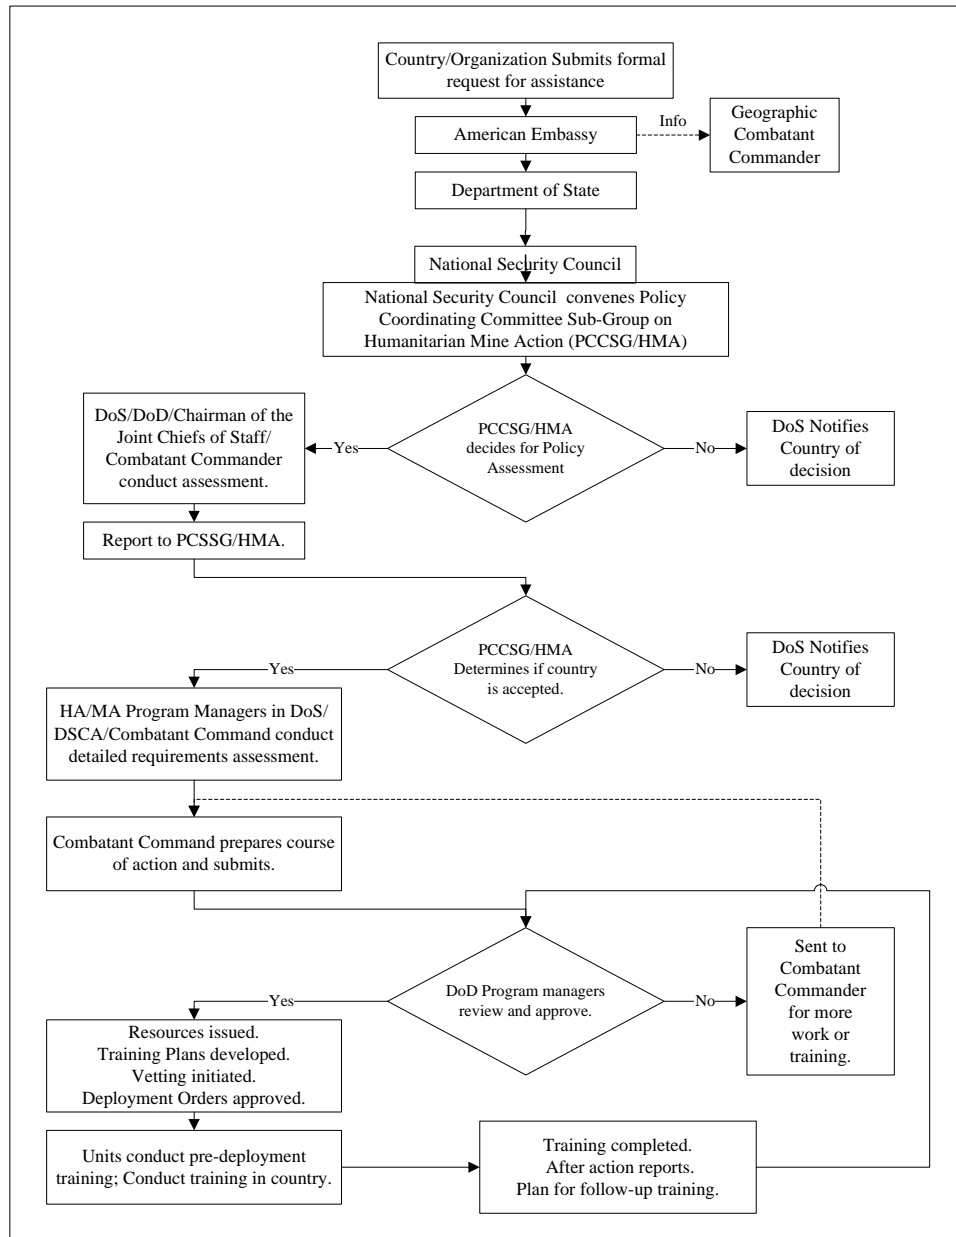 Country/Organization Submits formal
request for assistance
American Embassy
Info
Geographic
Combatant
Commander
Department of State
National Security Council
National Security Council convenes Policy
Coordinating Committee Sub-Group on
Humanitarian Mine Action (PCCSG/HMA)
DoS/DoD/Chairman of the
Joint Chiefs of Staff/
Combatant Commander
conduct assessment.
Yes
PCCSG/HMA
decides for Policy
Assessment
No
DoS Notifies
Country of
decision
Report to PCSSG/HMA.
PCCSG/HMA
Determines if country
is accepted.
Yes
No
DoS Notifies
Country of
decision
HA/MA Program Managers in DoS/
DSCA/Combatant Command conduct
detailed requirements assessment.
Combatant Command prepares course
of action and submits.
DoD Program managers
review and approve.
Yes
No
Sent to
Combatant
Commander
for more
work or
training.
Resources issued.
Training Plans developed.
Vetting initiated.
Deployment Orders approved.
Units conduct pre-deployment
training; Conduct training in country.
Training completed.
After action reports.
Plan for follow-up training.